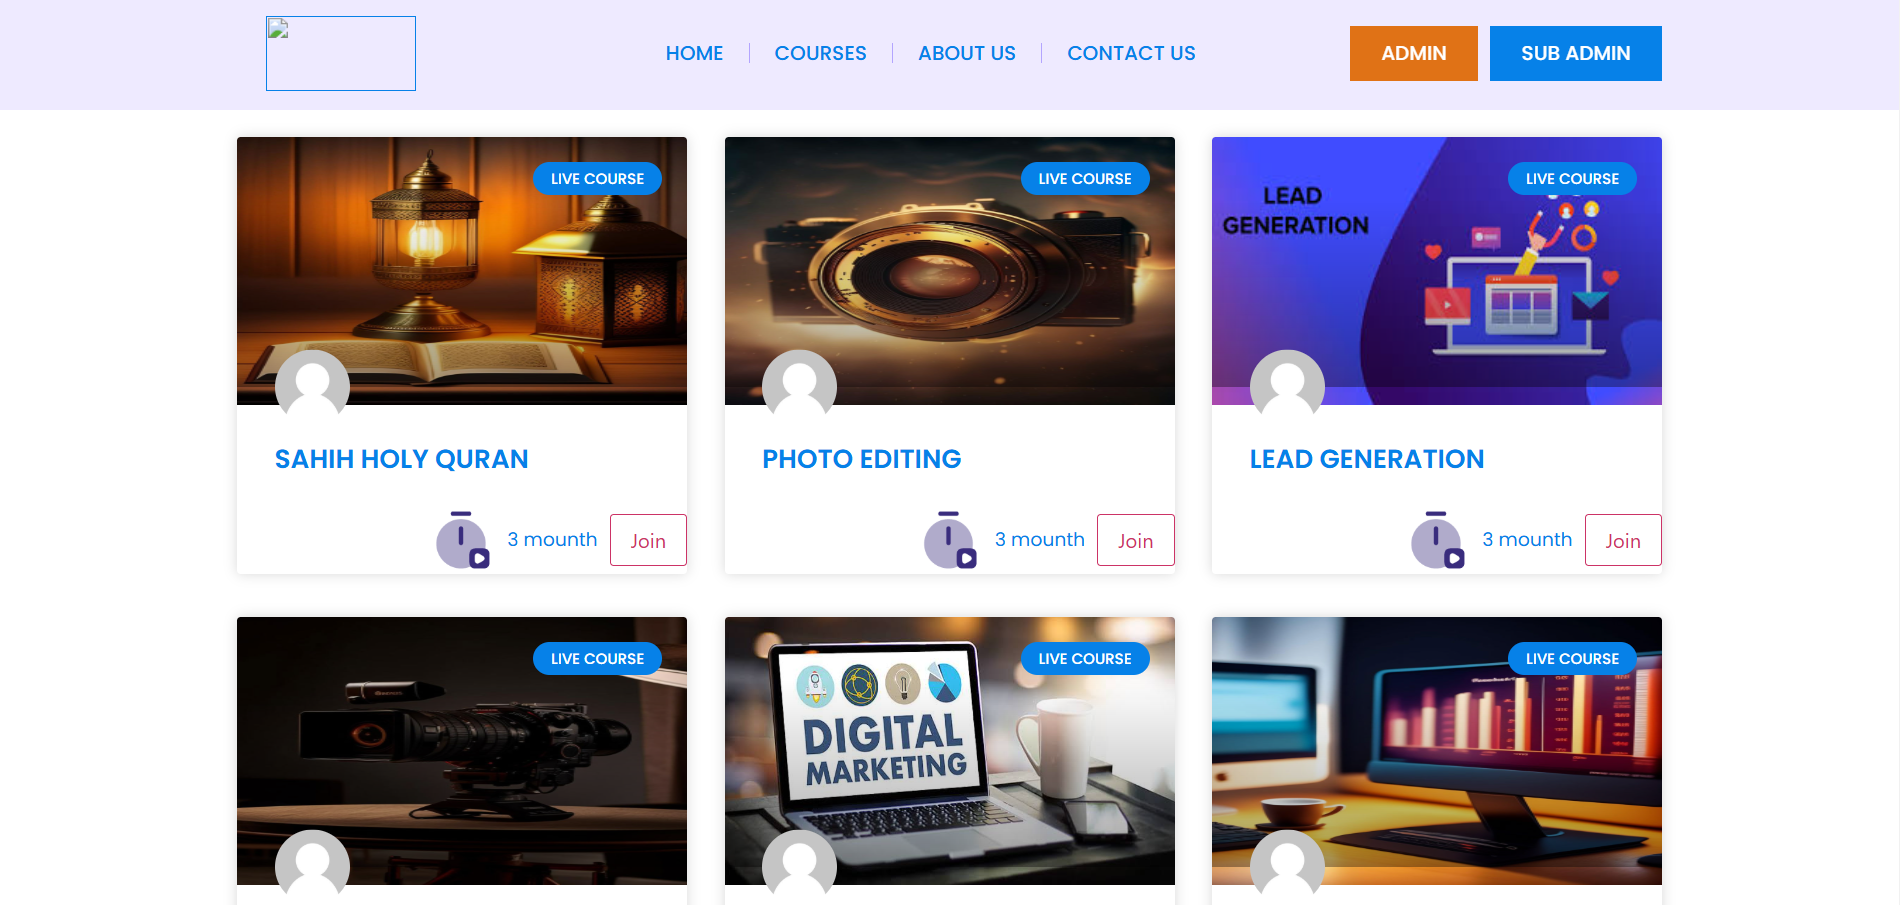 HOME
COURSES
ABOUT US
CONTACT US
ADMIN
SUB ADMIN
LIVE COURSE
LIVE COURSE
LIVE COURSE
LEAD
GENERATION
SAHIH HOLY QURAN
PHOTO EDITING
LEAD GENERATION
3 mounth
Join
3 mounth
Join
3 mounth
Join
LIVE COURSE
LIVE COURSE
LIVE COURSE
DIGITAL
MARKETING